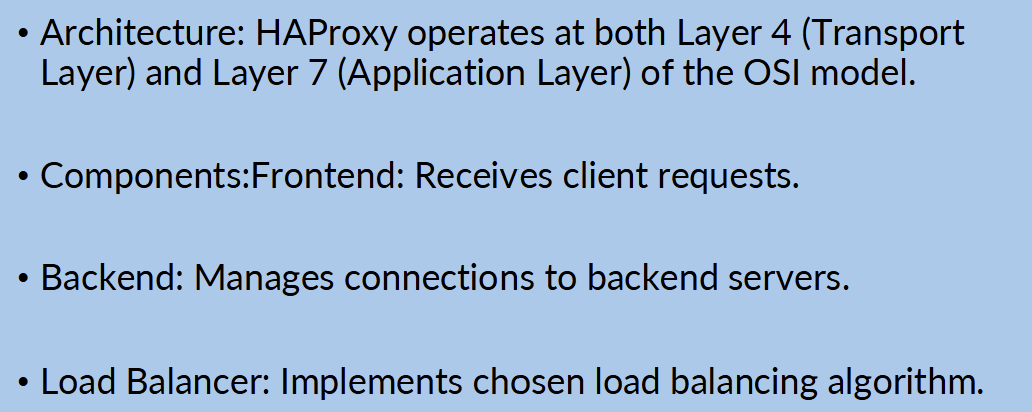 • Architecture: HAProxy operates at both Layer 4 (Transport
Layer) and Layer 7 (Application Layer) of the OSI model.
• Components:Frontend: Receives client requests.
• Backend: Manages connections to backend servers.
• Load Balancer: Implements chosen load balancing algorithm.